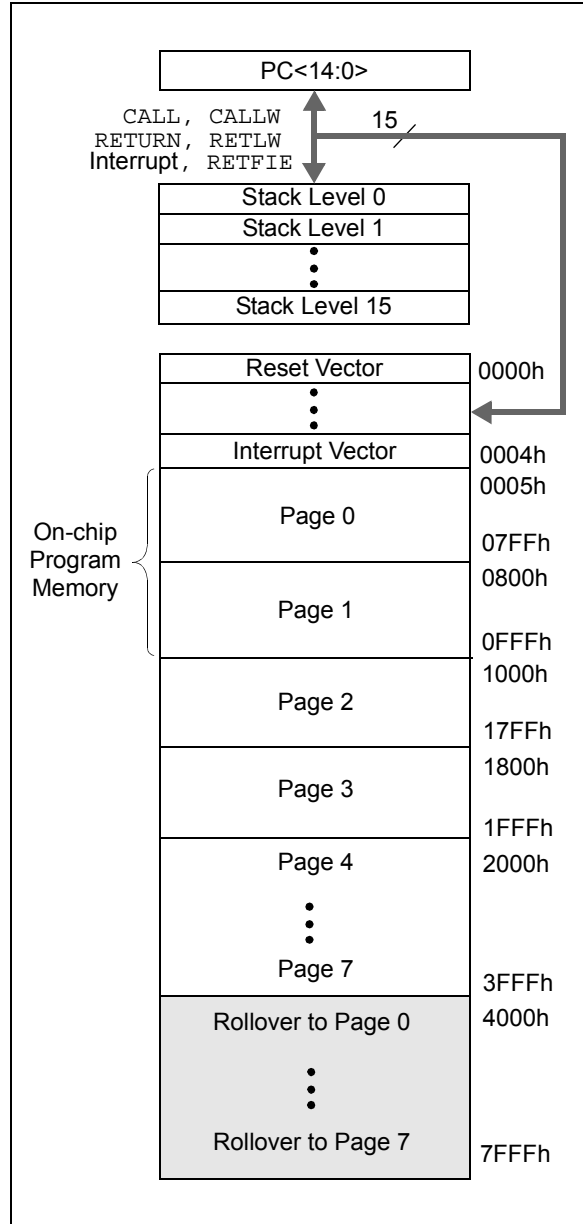 PC<14:0>
CALL, CALLW
15
RETURN, RETLW
Interrupt, RETFIE
Stack Level 0
Stack Level 1
Stack Level 15
Reset Vector
0000h
Interrupt Vector
0004h
0005h
On-chip
Program
Memory
Page 0
07FFh
0800h
Page 1
0FFFh
1000h
Page 2
17FFh
1800h
Page 3
1FFFh
Page 4
2000h
Page 7
3FFFh
Rollover to Page 0
4000h
Rollover to Page 7
7FFFh